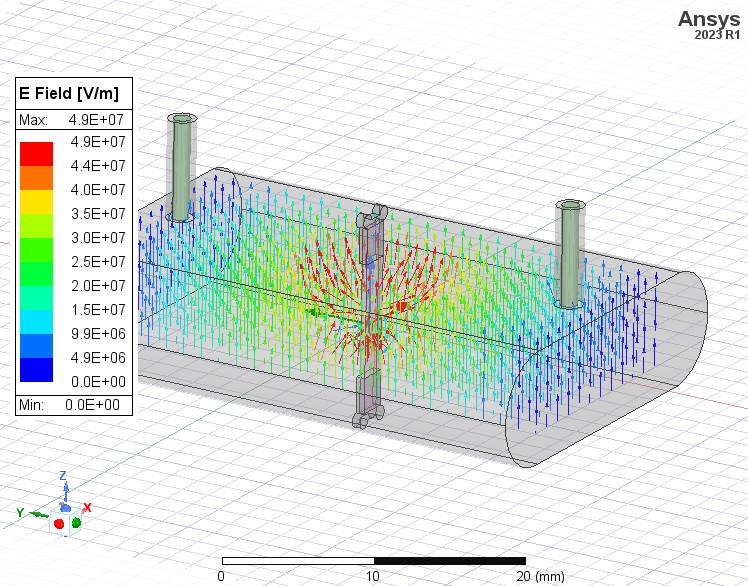 Ansys
2023 R1
E Field [V/m]
Max: 4.9E+07
4.9E+07
4.4E+07
4.0E+07
3.5E+07
3.0E+07
2.5E+07
2.0E+07
1.5E+07
9.9E+06
4.9E+06
0.0E+00
Min: 0.0E+00
Z
Y
X
0 10 20 (mm)